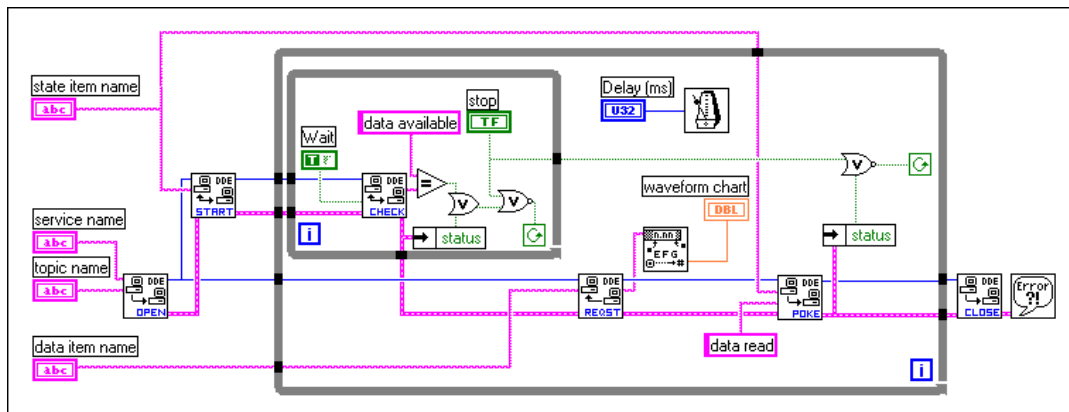 state item name
abc
service name
abc
topic name
abc
data item name
abc
DDE
OPEN
DDE
START
Wait
T F
data available
stop
TF
DDE
CHECK
=
V
V
status
i
Delay (ms)
U32
waveform chart
DBL
n.nn
EFG
#
DDE
REQST
data read
DDE
POKE
V
status
i
DDE
CLOSE
Error
?!